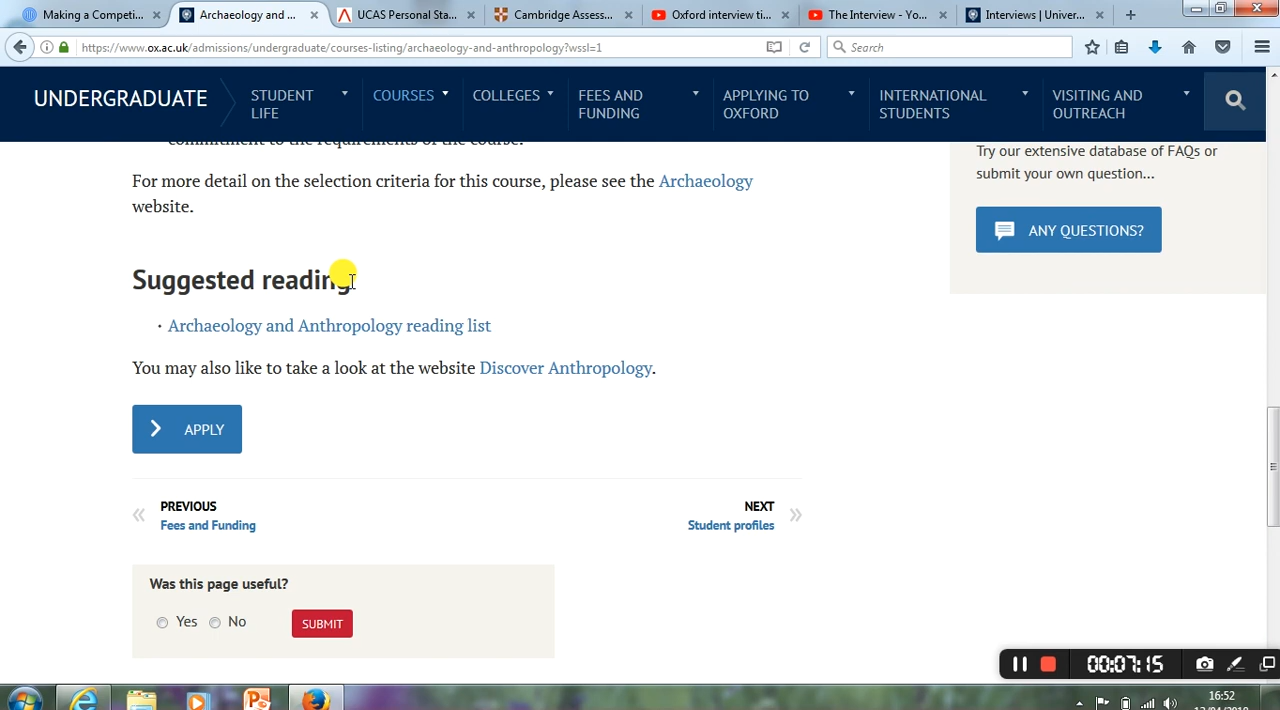 Making a Competi...
Archaeology and ...
UCAS Personal Sta...
Cambridge Assess...
Oxford interview ti...
The Interview - Yo...
Interviews | Univer...
https://www.ox.ac.uk/admissions/undergraduate/courses-listing/archaeology-and-anthropology?wssl=1
Search
UNDERGRADUATE
STUDENT LIFE
COURSES
COLLEGES
FEES AND FUNDING
APPLYING TO OXFORD
INTERNATIONAL STUDENTS
VISITING AND OUTREACH
commitment to the requirements of the course.
For more detail on the selection criteria for this course, please see the Archaeology
website.
Try our extensive database of FAQs or
submit your own question...
ANY QUESTIONS?
Suggested reading
· Archaeology and Anthropology reading list
You may also like to take a look at the website Discover Anthropology.
APPLY
PREVIOUS
Fees and Funding
NEXT
Student profiles
Was this page useful?
Yes No SUBMIT
00:07:15
16:52